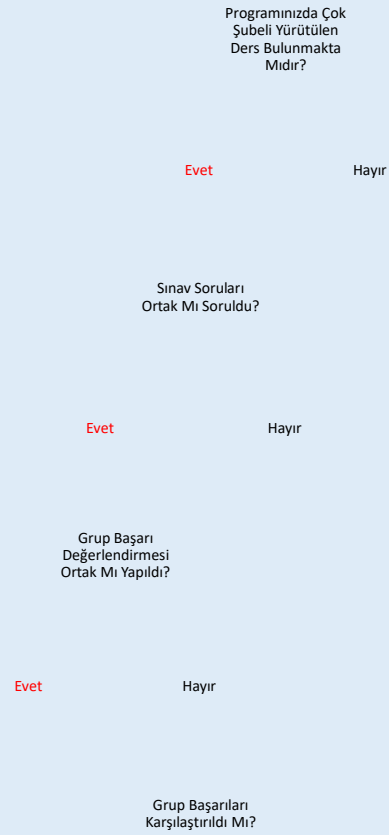 Programınızda Çok
Şubeli Yürütülen
Ders Bulunmakta
Mıdır?
Evet
Hayır
Sınav Soruları
Ortak Mı Soruldu?
Evet
Hayır
Grup Başarı
Değerlendirmesi
Ortak Mı Yapıldı?
Evet
Hayır
Grup Başarıları
Karşılaştırıldı Mı?